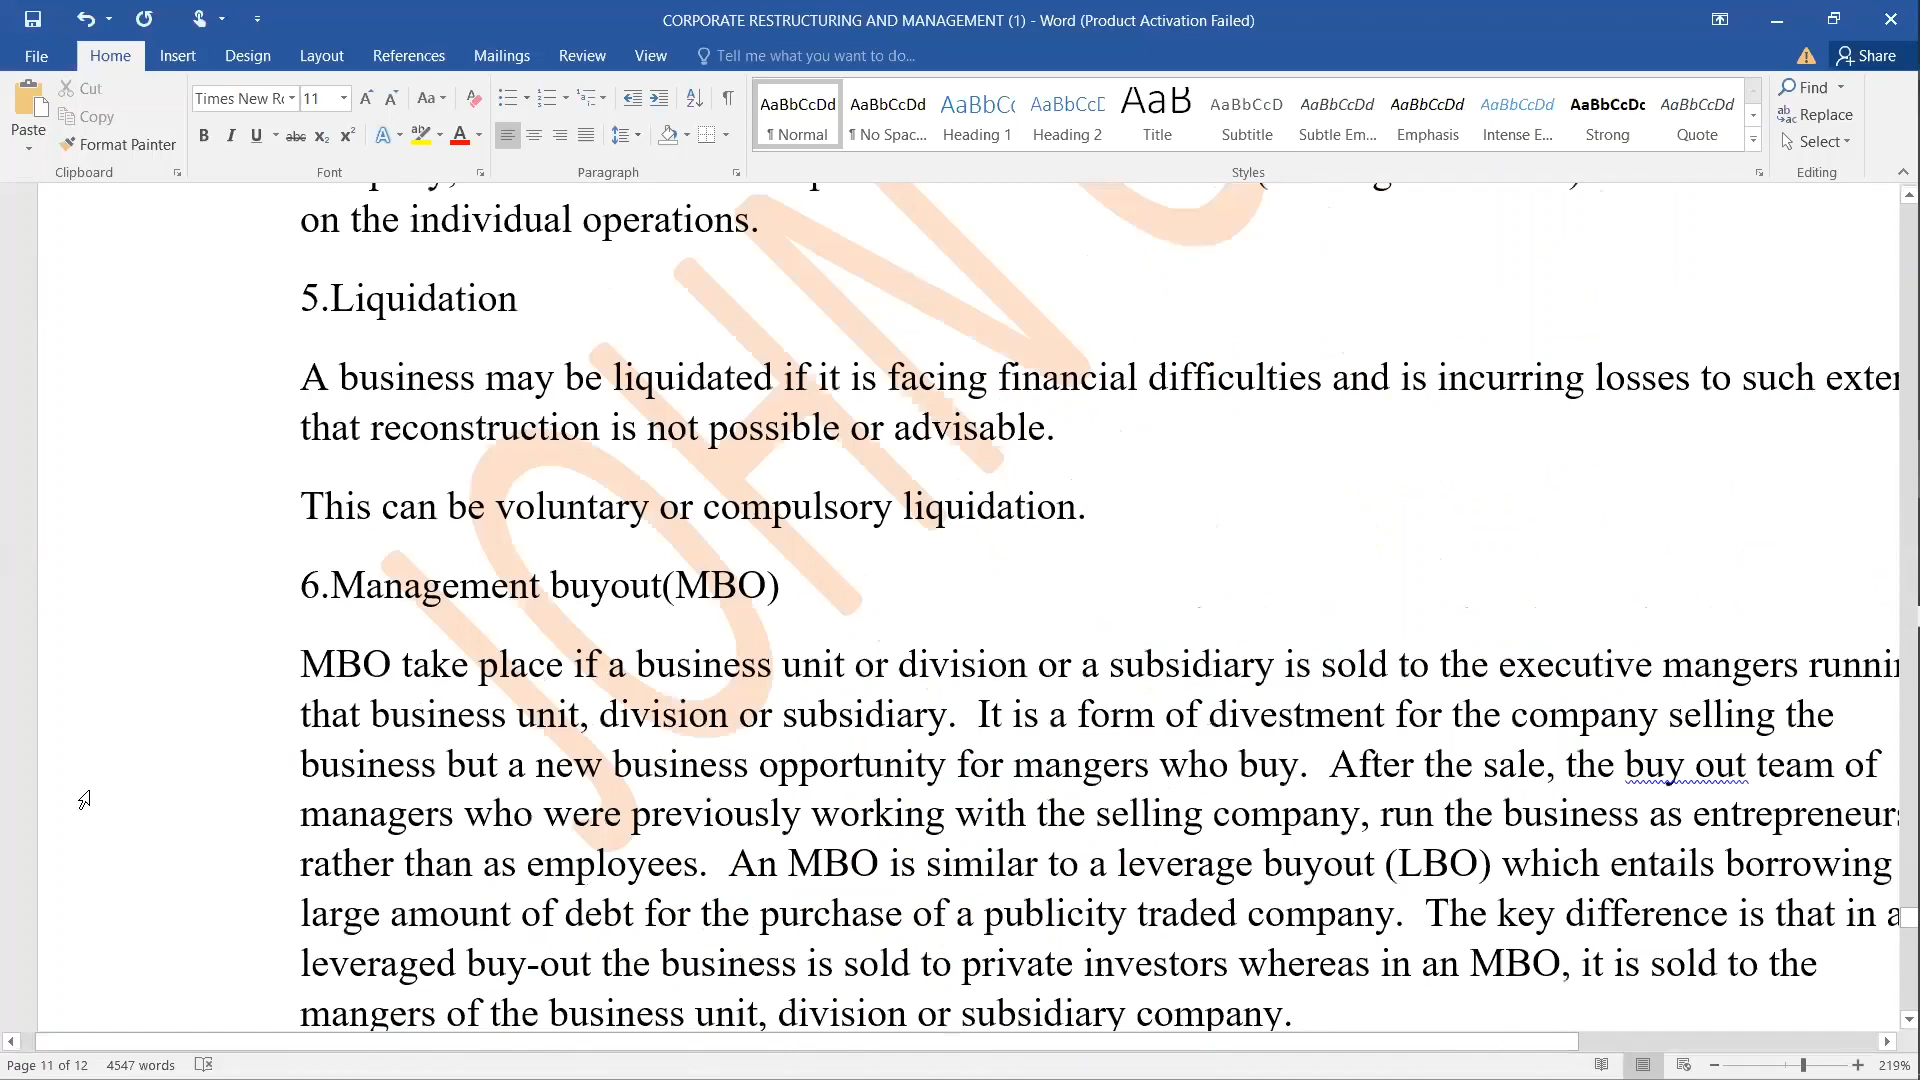 CORPORATE RESTRUCTURING AND MANAGEMENT (1) - Word (Product Activation Failed)
File Home Insert Design Layout References Mailings Review View Tell me what you want to do... Share
Paste
Cut
Copy
Format Painter
Clipboard
Times New Ro 11
Font
Paragraph
AaBbCcDd AaBbCcDd AaBbCc AaBbCcD AaB AaBbCcD AaBbCcDd AaBbCcDd AaBbCcDd AaBbCcDc AaBbCcDd
¶ Normal ¶ No Spac... Heading 1 Heading 2 Title Subtitle Subtle Em... Emphasis Intense E... Strong Quote
Styles
Find
Replace
Select
Editing
on the individual operations.
5.Liquidation
A business may be liquidated if it is facing financial difficulties and is incurring losses to such exten
that reconstruction is not possible or advisable.
This can be voluntary or compulsory liquidation.
6.Management buyout(MBO)
MBO take place if a business unit or division or a subsidiary is sold to the executive mangers runnin
that business unit, division or subsidiary. It is a form of divestment for the company selling the
business but a new business opportunity for mangers who buy. After the sale, the buy out team of
managers who were previously working with the selling company, run the business as entrepreneurs
rather than as employees. An MBO is similar to a leverage buyout (LBO) which entails borrowing
large amount of debt for the purchase of a publicity traded company. The key difference is that in a
leveraged buy-out the business is sold to private investors whereas in an MBO, it is sold to the
mangers of the business unit, division or subsidiary company.
JOHN
Page 11 of 12 4547 words 219%